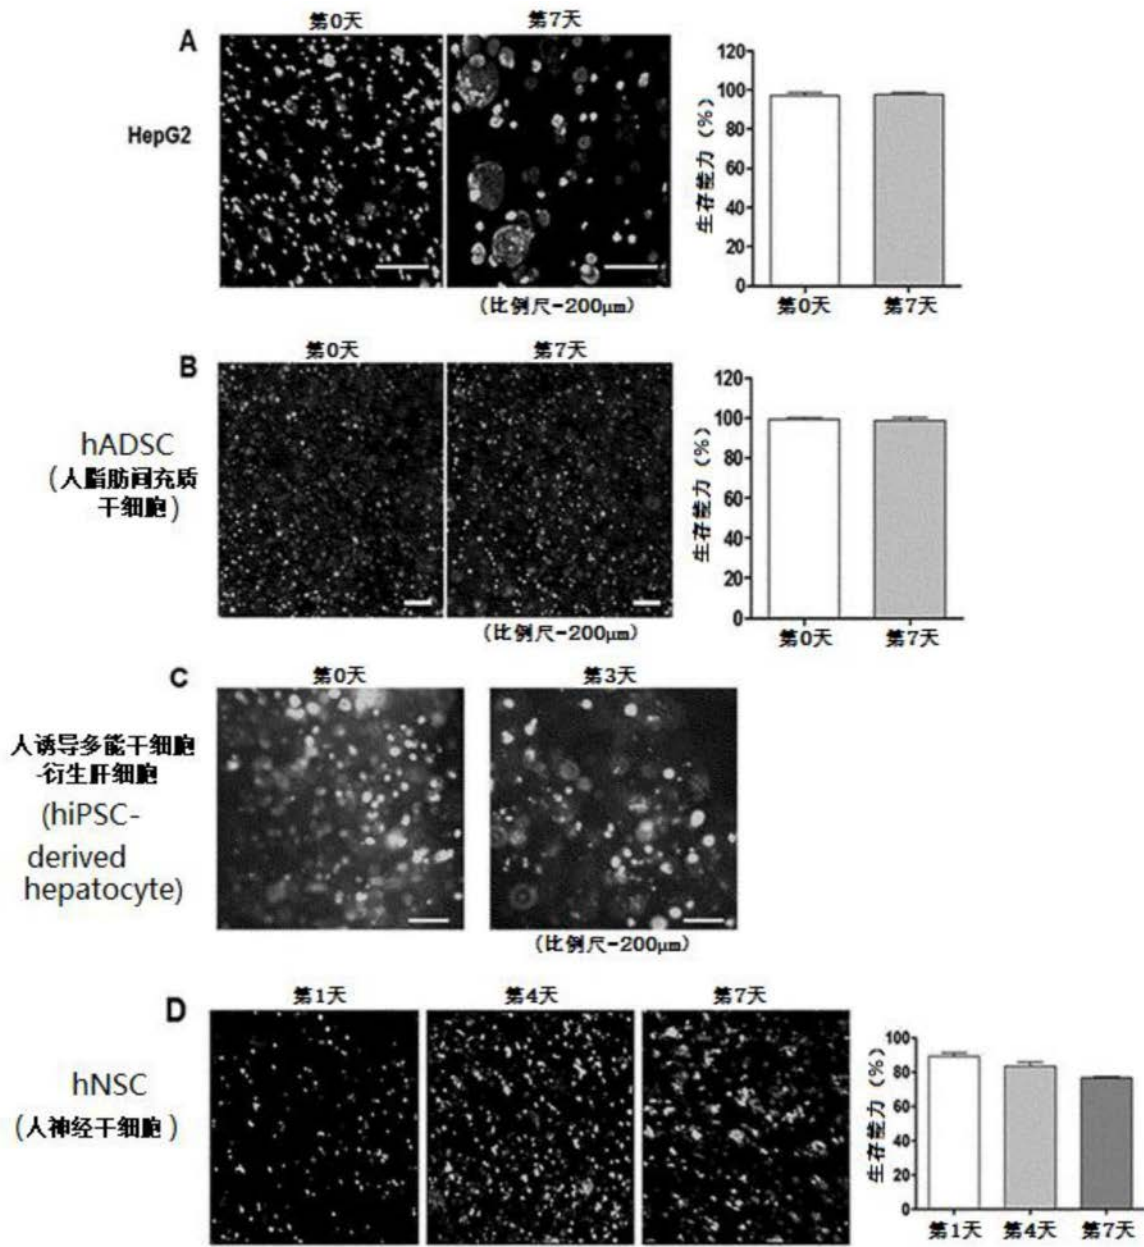 A
第0天
第7天
HepG2
(比例尺-200μm)
生存能力 (%)
120
100
80
60
40
20
0
第0天
第7天
B
第0天
第7天
hADSC
(人脂肪间充质
干细胞)
(比例尺-200μm)
生存能力 (%)
120
100
80
60
40
20
0
第0天
第7天
C
第0天
第3天
人诱导多能干细胞
-衍生肝细胞
(hiPSC-
derived
hepatocyte)
(比例尺-200μm)
D
第1天
第4天
第7天
hNSC
(人神经干细胞)
生存能力 (%)
100
80
60
40
20
0
第1天
第4天
第7天